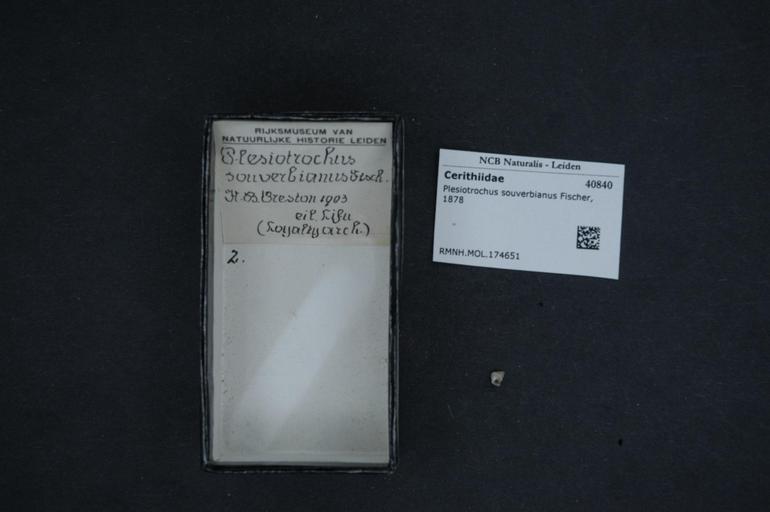 RIJKSMUSEUM VAN
NATUURLIJKE HISTORIE LEIDEN
Plesiotrochus
souverbianus Fisch.
H.B. Preston 1903
eil. Lifu
(Loyalty arch.)
2.
NCB Naturalis - Leiden
Cerithiidae 40840
Plesiotrochus souverbianus Fischer,
1878
RMNH.MOL.174651